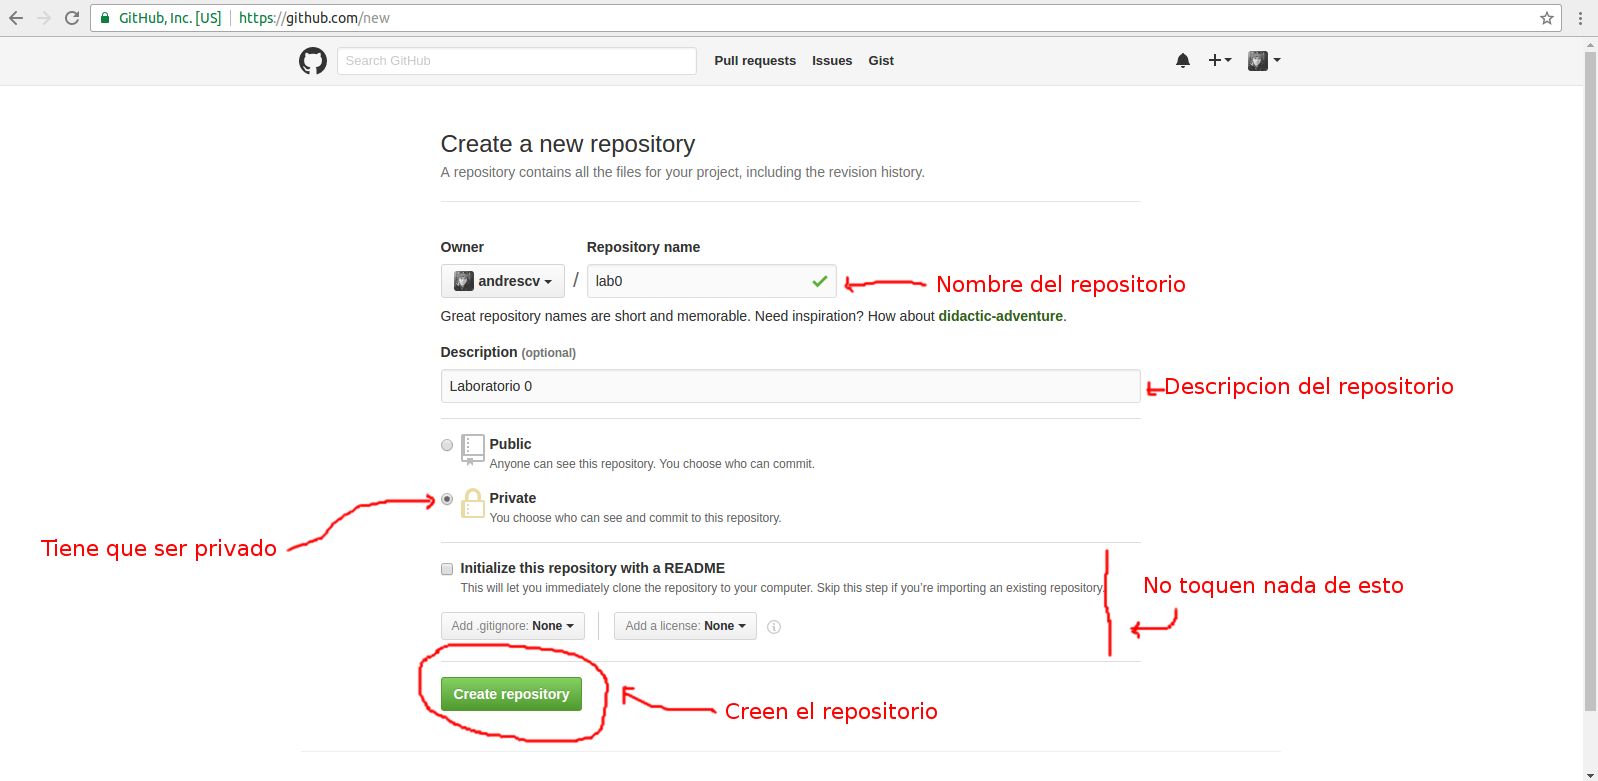 GitHub, Inc. [US] https://github.com/new
Search GitHub Pull requests Issues Gist
Create a new repository
A repository contains all the files for your project, including the revision history.
Owner Repository name
andrescv / lab0 Nombre del repositorio
Great repository names are short and memorable. Need inspiration? How about didactic-adventure.
Description (optional)
Laboratorio 0 Descripcion del repositorio
Public
Anyone can see this repository. You choose who can commit.
Private
You choose who can see and commit to this repository.
Tiene que ser privado
Initialize this repository with a README
This will let you immediately clone the repository to your computer. Skip this step if you’re importing an existing repository.
No toquen nada de esto
Add .gitignore: None Add a license: None
Create repository
Creen el repositorio